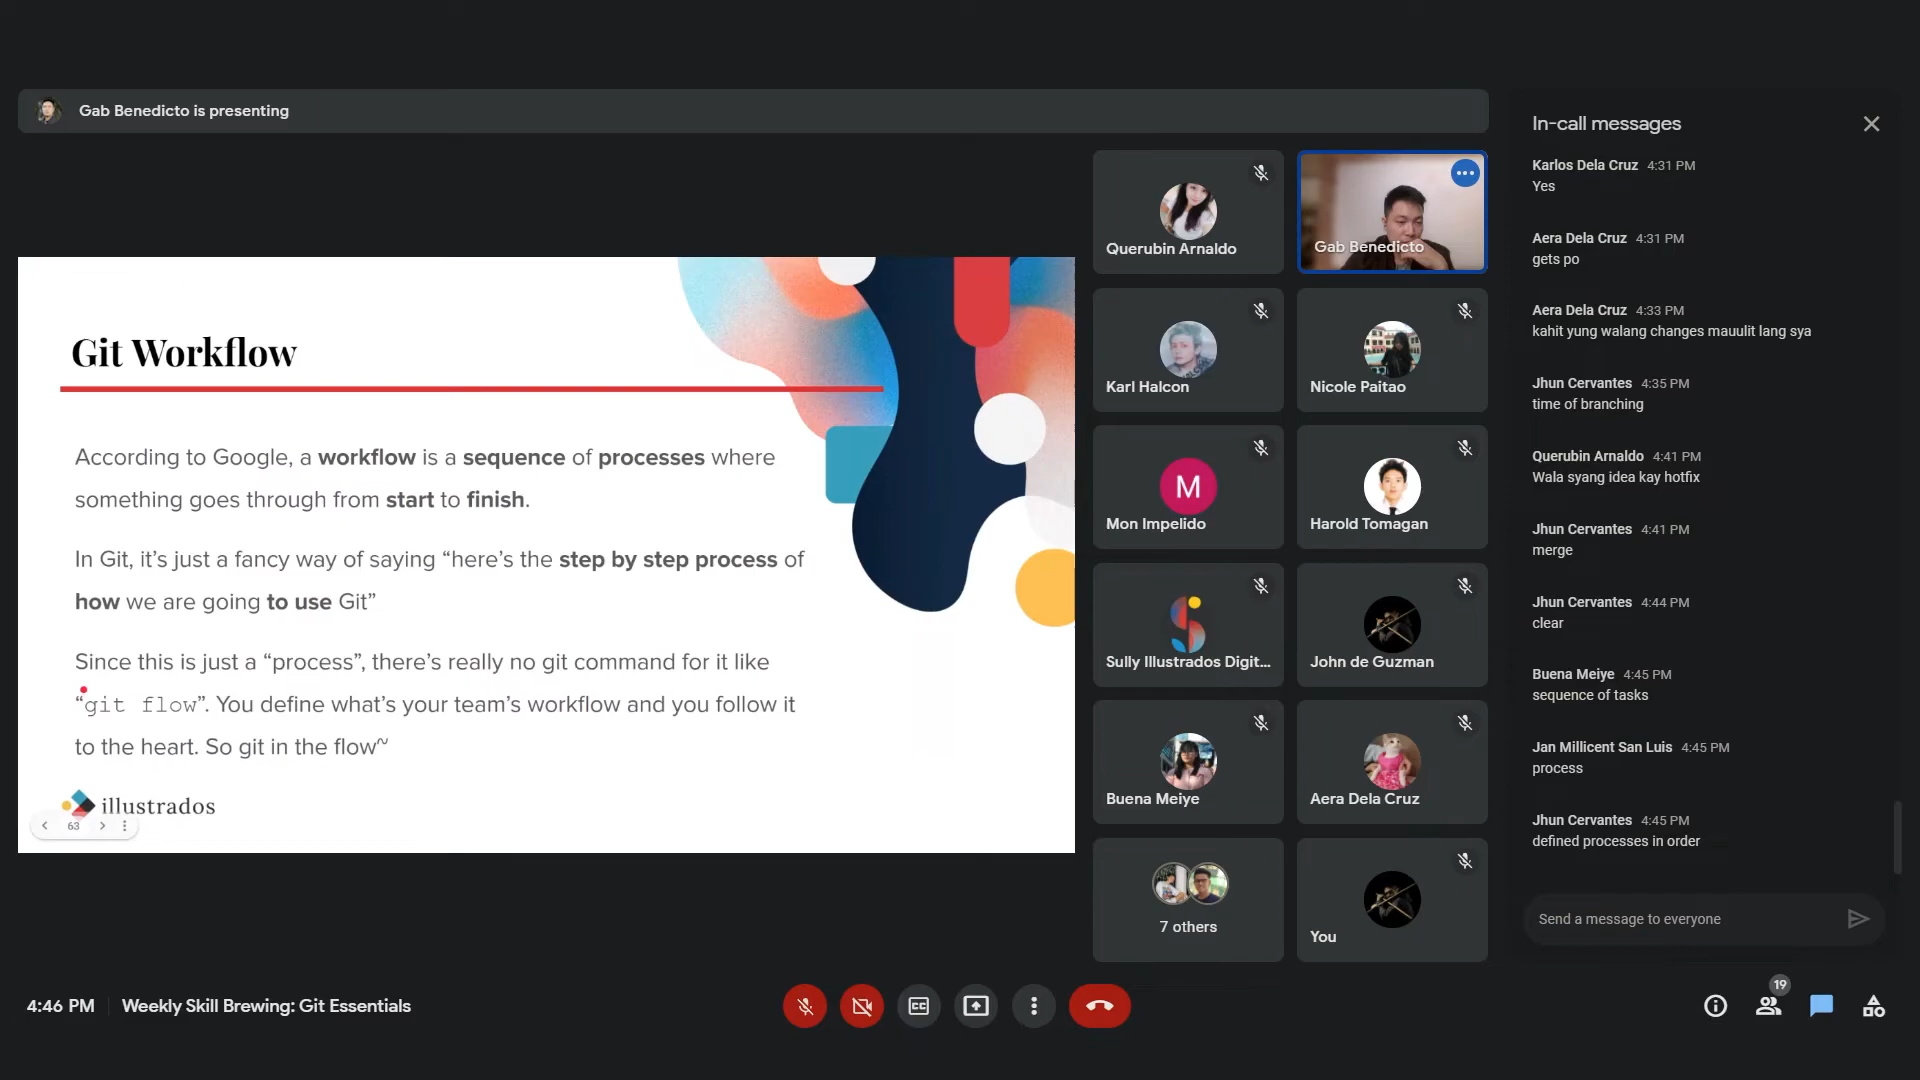 Gab Benedicto is presenting
Git Workflow
According to Google, a workflow is a sequence of processes where
something goes through from start to finish.
In Git, it's just a fancy way of saying “here's the step by step process of
how we are going to use Git”
Since this is just a “process”, there's really no git command for it like
“git flow”. You define what's your team's workflow and you follow it
to the heart. So git in the flow~
illustrados
63
Querubin Arnaldo
Gab Benedicto
Karl Halcon
Nicole Paitao
M
Mon Impelido
Harold Tomagan
Sully Illustrados Digit...
John de Guzman
Buena Meiye
Aera Dela Cruz
7 others
You
In-call messages
Karlos Dela Cruz 4:31 PM
Yes
Aera Dela Cruz 4:31 PM
gets po
Aera Dela Cruz 4:33 PM
kahit yung walang changes mauulit lang sya
Jhun Cervantes 4:35 PM
time of branching
Querubin Arnaldo 4:41 PM
Wala syang idea kay hotfix
Jhun Cervantes 4:41 PM
merge
Jhun Cervantes 4:44 PM
clear
Buena Meiye 4:45 PM
sequence of tasks
Jan Millicent San Luis 4:45 PM
process
Jhun Cervantes 4:45 PM
defined processes in order
Send a message to everyone
4:46 PM
Weekly Skill Brewing: Git Essentials
CC
19